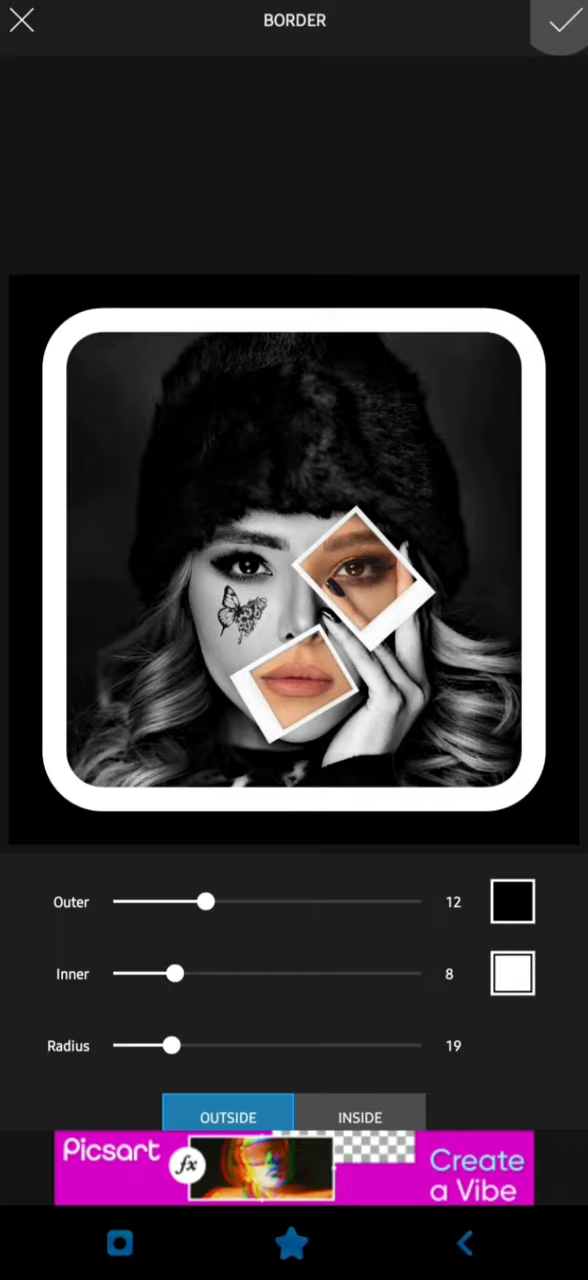 BORDER
Outer 12
Inner 8
Radius 19
OUTSIDE INSIDE
Picsart fx Create
a Vibe